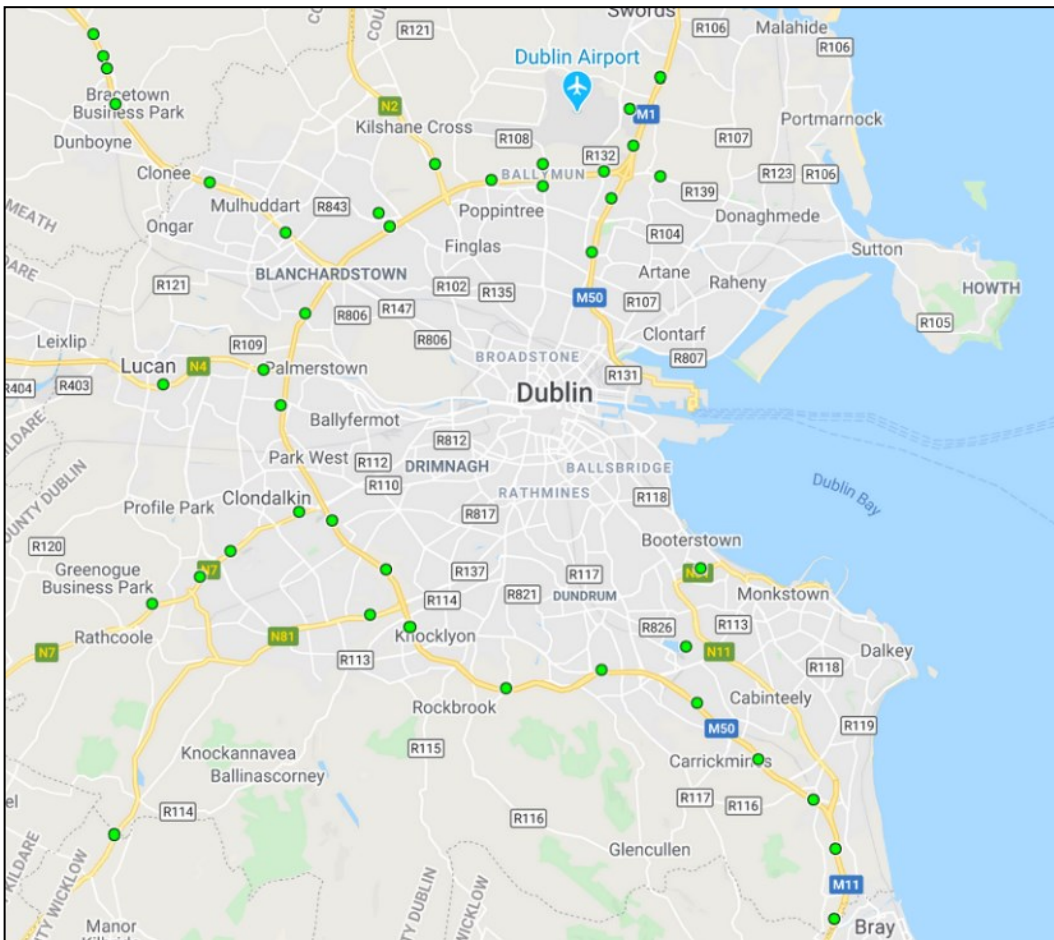 Swords
R106
Malahide
R106
R121
Dublin Airport
Bracetown
Business Park
N2
Kilshane Cross
M1
Portmarnock
Dunboyne
R108
R107
R132
Clonee
BALLYMUN
R123
R106
R139
Mulhuddart
R843
Poppintree
Donaghmede
MEATH
Ongar
Finglas
R104
Sutton
BLANCHARDSTOWN
Artane
Raheny
R121
R102
R135
HOWTH
M50
R107
R147
R806
R105
Leixlip
R806
Clontarf
R109
BROADSTONE
R807
Lucan
N4
Palmerstown
R131
R404
R403
Dublin
Ballyfermot
R812
Park West
R112
DRIMNAGH
BALLSBRIDGE
R110
RATHMINES
Dublin Bay
COUNTY DUBLIN
Clondalkin
R118
Profile Park
R817
R120
Booterstown
Greenogue
Business Park
N7
R137
R117
R114
R821
DUNDRUM
Monkstown
Rathcoole
N81
Knocklyon
R826
R113
N7
R113
N11
R118
Dalkey
Rockbrook
Cabinteely
M50
R119
Knockannavea
R115
Ballinascorney
Carrickmines
R117
R116
R114
R116
KILDARE
Glencullen
M11
Manor
Bray